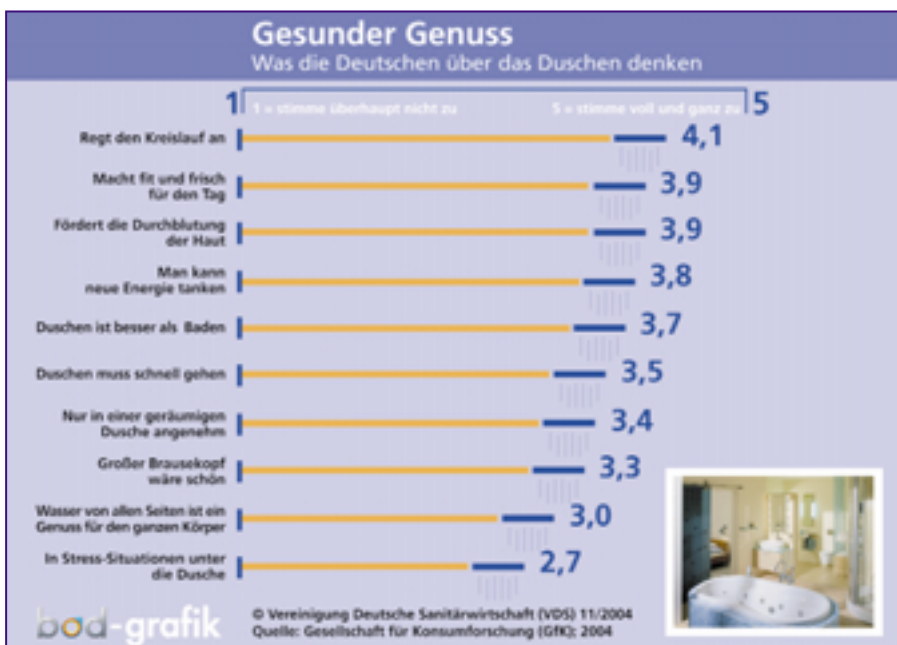 Gesunder Genuss
Was die Deutschen über das Duschen denken
1
1 = stimme überhaupt nicht zu
5 = stimme voll und ganz zu
5
Regt den Kreislauf an
4,1
Macht fit und frisch
für den Tag
3,9
Fördert die Durchblutung
der Haut
3,9
Man kann
neue Energie tanken
3,8
Duschen ist besser als Baden
3,7
Duschen muss schnell gehen
3,5
Nur in einer geräumigen
Dusche angenehm
3,4
Großer Brausekopf
wäre schön
3,3
Wasser von allen Seiten ist ein
Genuss für den ganzen Körper
3,0
In Stress-Situationen unter
die Dusche
2,7
bad-grafik
© Vereinigung Deutsche Sanitärwirtschaft (VDS) 11/2004
Quelle: Gesellschaft für Konsumforschung (GfK); 2004